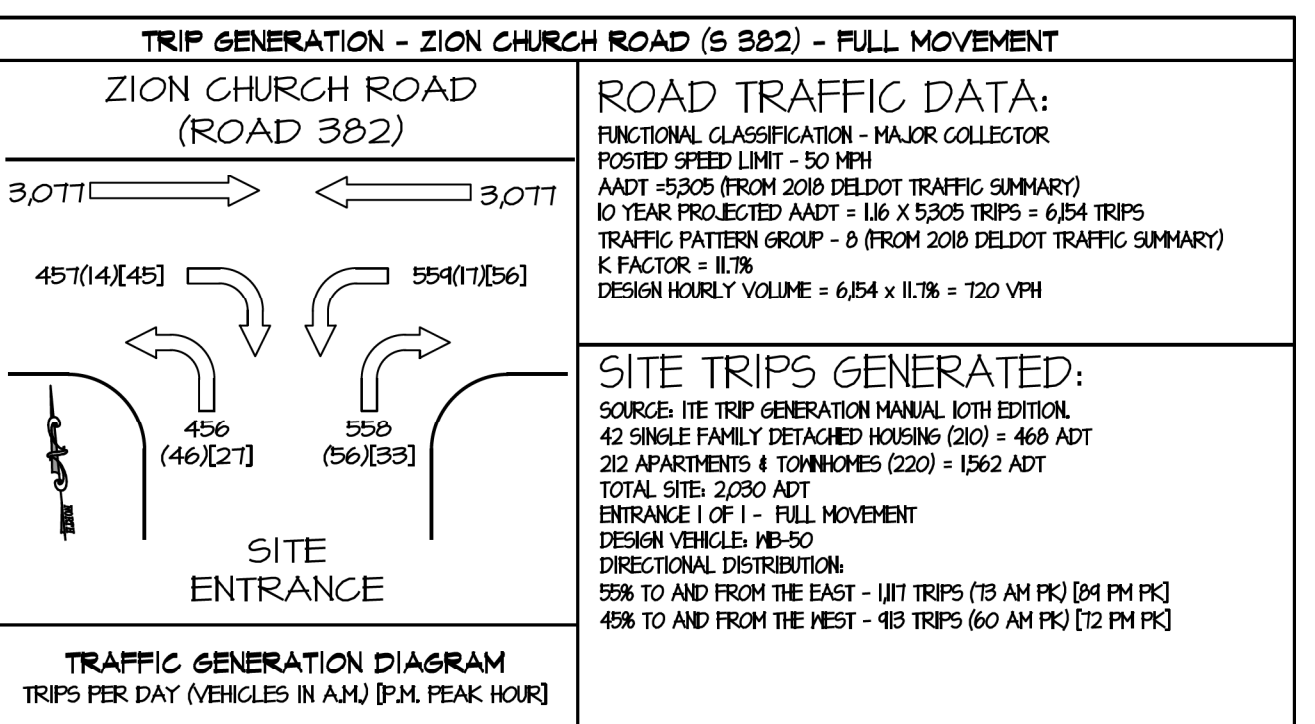 TRIP GENERATION - ZION CHURCH ROAD (S 382) - FULL MOVEMENT
ZION CHURCH ROAD
(ROAD 382)
3,077
3,077
457(14)[45]
559(17)[56]
456
(46)[27]
558
(56)[33]
NORTH
SITE
ENTRANCE
TRAFFIC GENERATION DIAGRAM
TRIPS PER DAY (VEHICLES IN A.M.) [P.M. PEAK HOUR]
ROAD TRAFFIC DATA:
FUNCTIONAL CLASSIFICATION - MAJOR COLLECTOR
POSTED SPEED LIMIT - 50 MPH
AADT =5,305 (FROM 2018 DELDOT TRAFFIC SUMMARY)
10 YEAR PROJECTED AADT = 1.16 X 5,305 TRIPS = 6,154 TRIPS
TRAFFIC PATTERN GROUP - 8 (FROM 2018 DELDOT TRAFFIC SUMMARY)
K FACTOR = 11.7%
DESIGN HOURLY VOLUME = 6,154 x 11.7% = 720 VPH
SITE TRIPS GENERATED:
SOURCE: ITE TRIP GENERATION MANUAL 10TH EDITION.
42 SINGLE FAMILY DETACHED HOUSING (210) = 468 ADT
212 APARTMENTS & TOWNHOMES (220) = 1,562 ADT
TOTAL SITE: 2,030 ADT
ENTRANCE 1 OF 1 - FULL MOVEMENT
DESIGN VEHICLE: WB-50
DIRECTIONAL DISTRIBUTION:
55% TO AND FROM THE EAST - 1,117 TRIPS (73 AM PK) [89 PM PK]
45% TO AND FROM THE WEST - 913 TRIPS (60 AM PK) [72 PM PK]